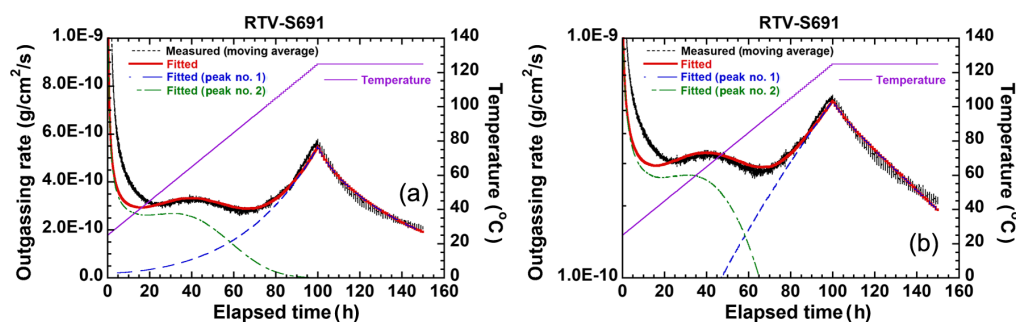 RTV-S691
1.0E-9
8.0E-10
6.0E-10
4.0E-10
2.0E-10
0.0
Outgassing rate (g/cm²/s)
Measured (moving average)
Fitted
Fitted (peak no. 1)
Fitted (peak no. 2)
Temperature
(a)
140
120
100
80
60
40
20
0
Temperature (°C)
0 20 40 60 80 100 120 140 160
Elapsed time (h)
RTV-S691
1.0E-9
1.0E-10
Outgassing rate (g/cm²/s)
Measured (moving average)
Fitted
Fitted (peak no. 1)
Fitted (peak no. 2)
Temperature
(b)
140
120
100
80
60
40
20
0
Temperature (°C)
0 20 40 60 80 100 120 140 160
Elapsed time (h)